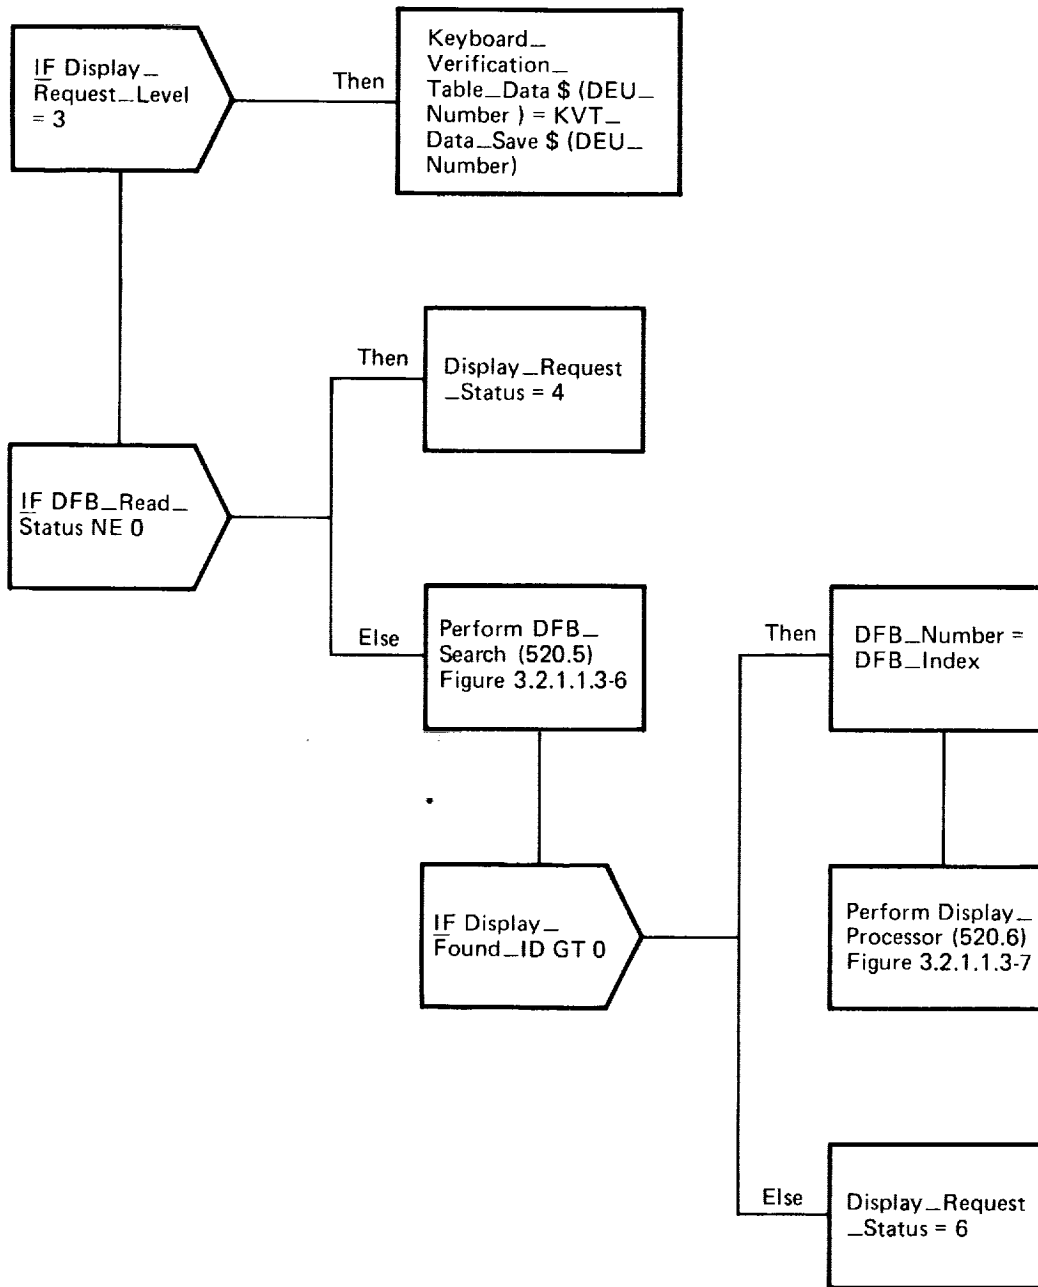 IF Display_
Request_Level
= 3
Then
Keyboard_
Verification_
Table_Data $ (DEU_
Number ) = KVT_
Data_Save $ (DEU_
Number)
IF DFB_Read_
Status NE 0
Then
Display_Request
_Status = 4
Else
Perform DFB_
Search (520.5)
Figure 3.2.1.1.3-6
IF Display_
Found_ID GT 0
Then
DFB_Number =
DFB_Index
Perform Display_
Processor (520.6)
Figure 3.2.1.1.3-7
Else
Display_Request
_Status = 6